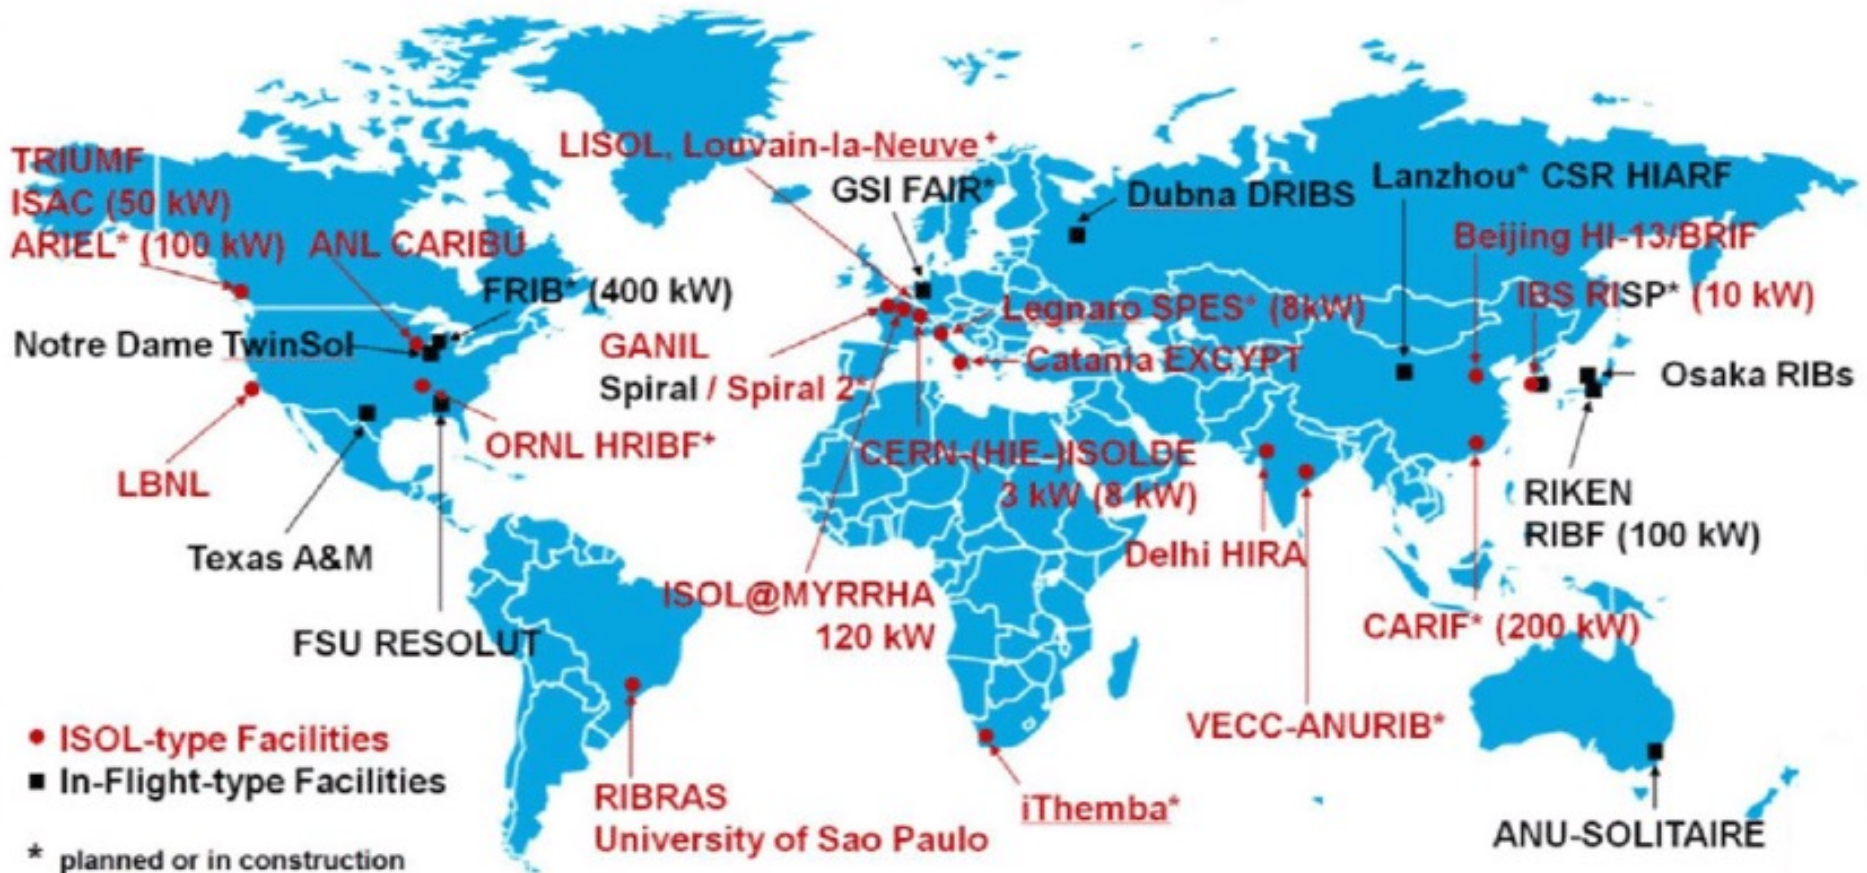 LISOL, Louvain-la-Neuve +
TRIUMF
ISAC (50 kW)
ARIEL* (100 kW)
ANL CARIBU
GSI FAIR*
Dubna DRIBS
Lanzhou* CSR HIARF
Beijing HI-13/BRIF
FRIB* (400 kW)
Legnaro SPES* (8kW)
IBS RISP* (10 kW)
Notre Dame TwinSol
GANIL
Spiral / Spiral 2*
Catania EXCYPT
Osaka RIBs
ORNL HRIBF+
LBNL
CERN-(HIE-)ISOLDE
3 kW (8 kW)
RIKEN
RIBF (100 kW)
Texas A&M
Delhi HIRA
ISOL@MYRRHA
120 kW
FSU RESOLUT
CARIF* (200 kW)
VECC-ANURIB*
● ISOL-type Facilities
■ In-Flight-type Facilities
* planned or in construction
RIBRAS
University of Sao Paulo
iThemba*
ANU-SOLITAIRE